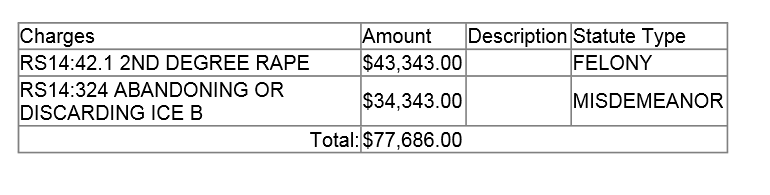 Charges Amount Description Statute Type
RS14:42.1 2ND DEGREE RAPE $43,343.00 FELONY
RS14:324 ABANDONING OR
DISCARDING ICE B $34,343.00 MISDEMEANOR
Total: $77,686.00